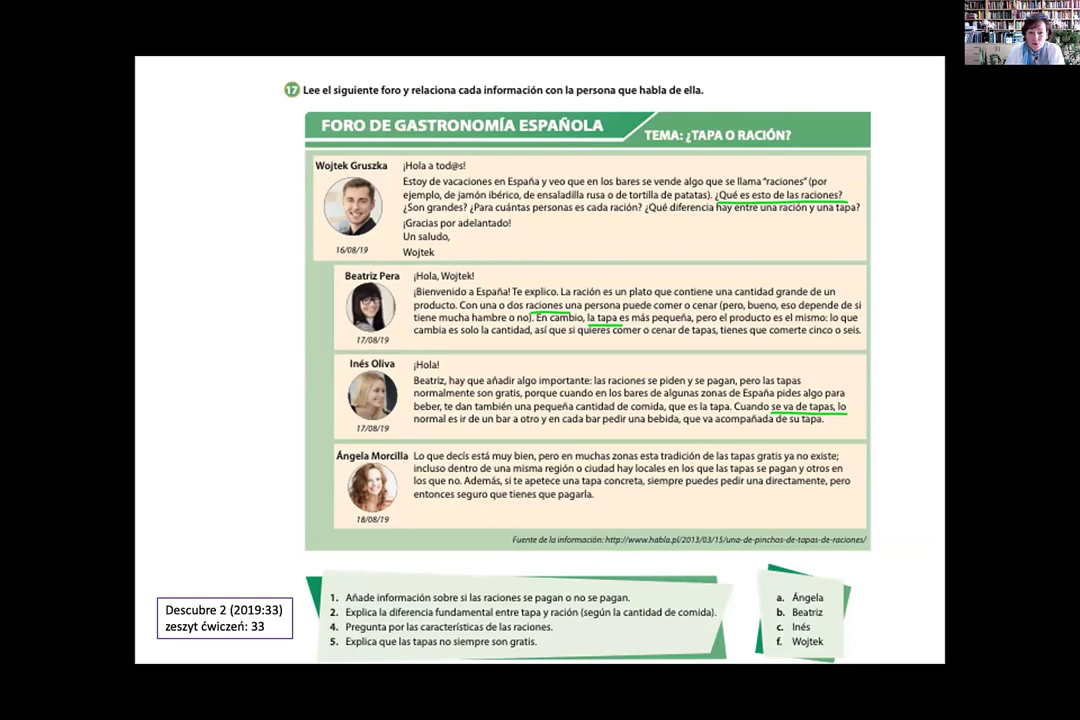 17 Lee el siguiente foro y relaciona cada información con la persona que habla de ella.
FORO DE GASTRONOMÍA ESPAÑOLA
TEMA: ¿TAPA O RACIÓN?
Wojtek Gruszka
16/08/19
¡Hola a tod@s!
Estoy de vacaciones en España y veo que en los bares se vende algo que se llama “raciones” (por
ejemplo, de jamón ibérico, de ensaladilla rusa o de tortilla de patatas). ¿Qué es esto de las raciones?
¿Son grandes? ¿Para cuántas personas es cada ración? ¿Qué diferencia hay entre una ración y una tapa?
¡Gracias por adelantado!
Un saludo,
Wojtek
Beatriz Pera
17/08/19
¡Hola, Wojtek!
¡Bienvenido a España! Te explico. La ración es un plato que contiene una cantidad grande de un
producto. Con una o dos raciones una persona puede comer o cenar (pero, bueno, eso depende de si
tiene mucha hambre o no). En cambio, la tapa es más pequeña, pero el producto es el mismo: lo que
cambia es solo la cantidad, así que si quieres comer o cenar de tapas, tienes que comerte cinco o seis.
Inés Oliva
17/08/19
¡Hola!
Beatriz, hay que añadir algo importante: las raciones se piden y se pagan, pero las tapas
normalmente son gratis, porque cuando en los bares de algunas zonas de España pides algo para
beber, te dan también una pequeña cantidad de comida, que es la tapa. Cuando se va de tapas, lo
normal es ir de un bar a otro y en cada bar pedir una bebida, que va acompañada de su tapa.
Ángela Morcilla
18/08/19
Lo que decís está muy bien, pero en muchas zonas esta tradición de las tapas gratis ya no existe;
incluso dentro de una misma región o ciudad hay locales en los que las tapas se pagan y otros en
los que no. Además, si te apetece una tapa concreta, siempre puedes pedir una directamente, pero
entonces seguro que tienes que pagarla.
Fuente de la información: http://www.habla.pl/2013/03/15/una-de-pinchos-de-tapas-de-raciones/
Descubre 2 (2019:33)
zeszyt ćwiczeń: 33
1. Añade información sobre si las raciones se pagan o no se pagan.
2. Explica la diferencia fundamental entre tapa y ración (según la cantidad de comida).
4. Pregunta por las características de las raciones.
5. Explica que las tapas no siempre son gratis.
a. Ángela
b. Beatriz
c. Inés
f. Wojtek